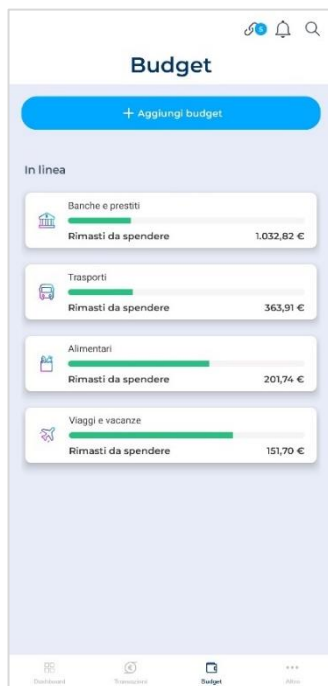 5
Budget
+ Aggiungi budget
In linea
Banche e prestiti
Rimasti da spendere 1.032,82 €
Trasporti
Rimasti da spendere 363,91 €
Alimentari
Rimasti da spendere 201,74 €
Viaggi e vacanze
Rimasti da spendere 151,70 €
Dashboard Transazioni Budget Altro